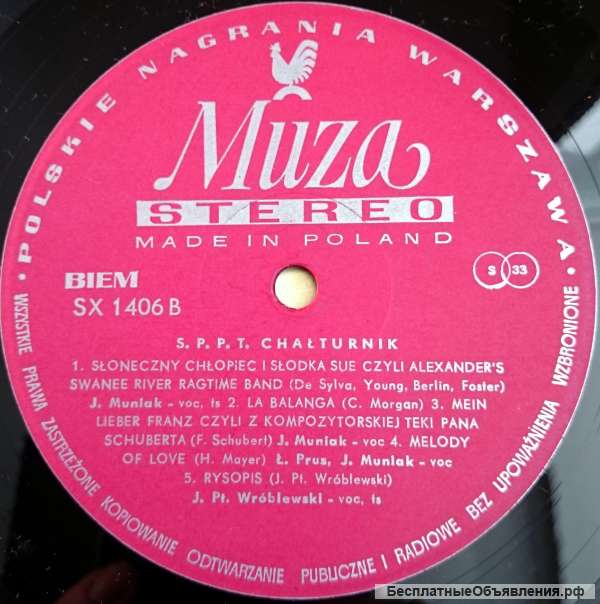 • POLSKIE NAGRANIA WARSZAWA •
Muza
STEREO
MADE IN POLAND
BIEM
SX 1406 B
S 33
S. P. P. T. CHAŁTURNIK
1. SŁONECZNY CHŁOPIEC I SŁODKA SUE CZYLI ALEXANDER'S
SWANEE RIVER RAGTIME BAND (De Sylva, Young, Berlin, Foster)
J. Muniak - voc, ts 2. LA BALANGA (C. Morgan) 3. MEIN
LIEBER FRANZ CZYLI Z KOMPOZYTORSKIEJ TEKI PANA
SCHUBERTA (F. Schubert) J. Muniak - voc 4. MELODY
OF LOVE (H. Mayer) Ł. Prus, J. Muniak - voc
5. RYSOPIS (J. Pt. Wróblewski)
J. Pt. Wróblewski - voc, ts
WSZYSTKIE PRAWA ZASTRZEŻONE KOPIOWANIE ODTWARZANIE PUBLICZNE I RADIOWE BEZ UPOWAŻNIENIA WZBRONIONE
БесплатныеОбъявления.рф